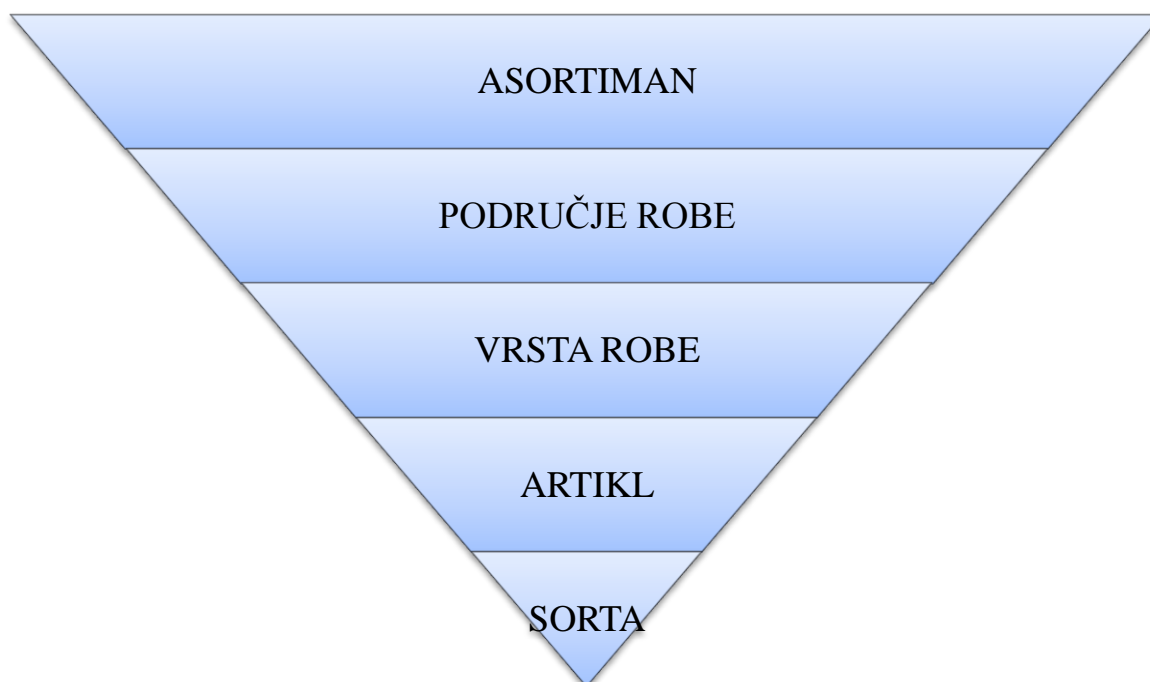 ASORTIMAN
PODRUČJE ROBE
VRSTA ROBE
ARTIKL
SORTA